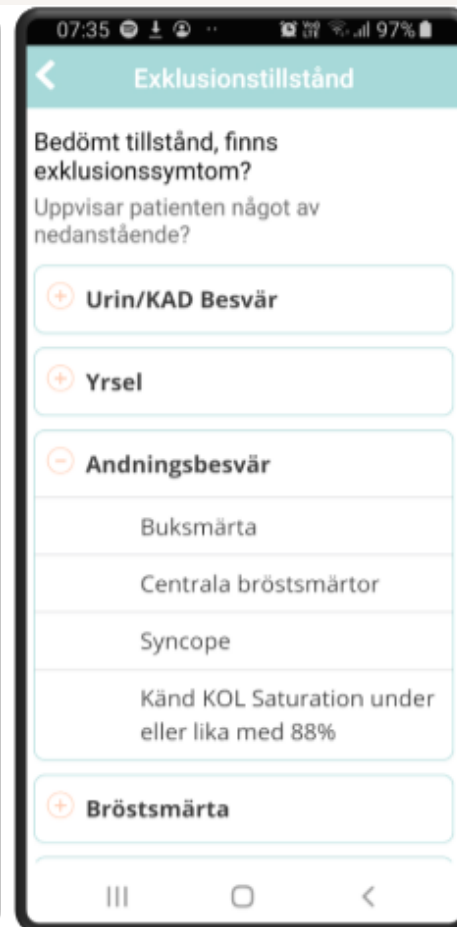 07:35 97%
Exklusionstillstånd
Bedömt tillstånd, finns
exklusionssymtom?
Uppvisar patienten något av
nedanstående?
Urin/KAD Besvär
Yrsel
Andningsbesvär
Buksmärta
Centrala bröstsmärtor
Syncope
Känd KOL Saturation under
eller lika med 88%
Bröstsmärta